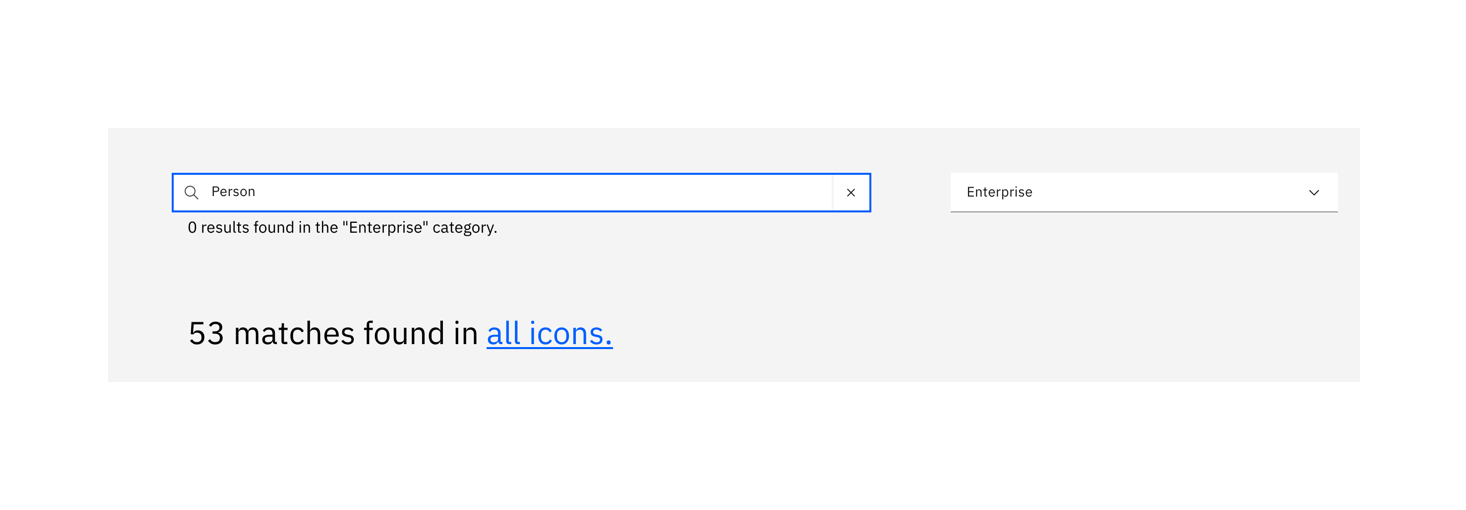 Person
Enterprise
0 results found in the "Enterprise" category.
53 matches found in all icons.